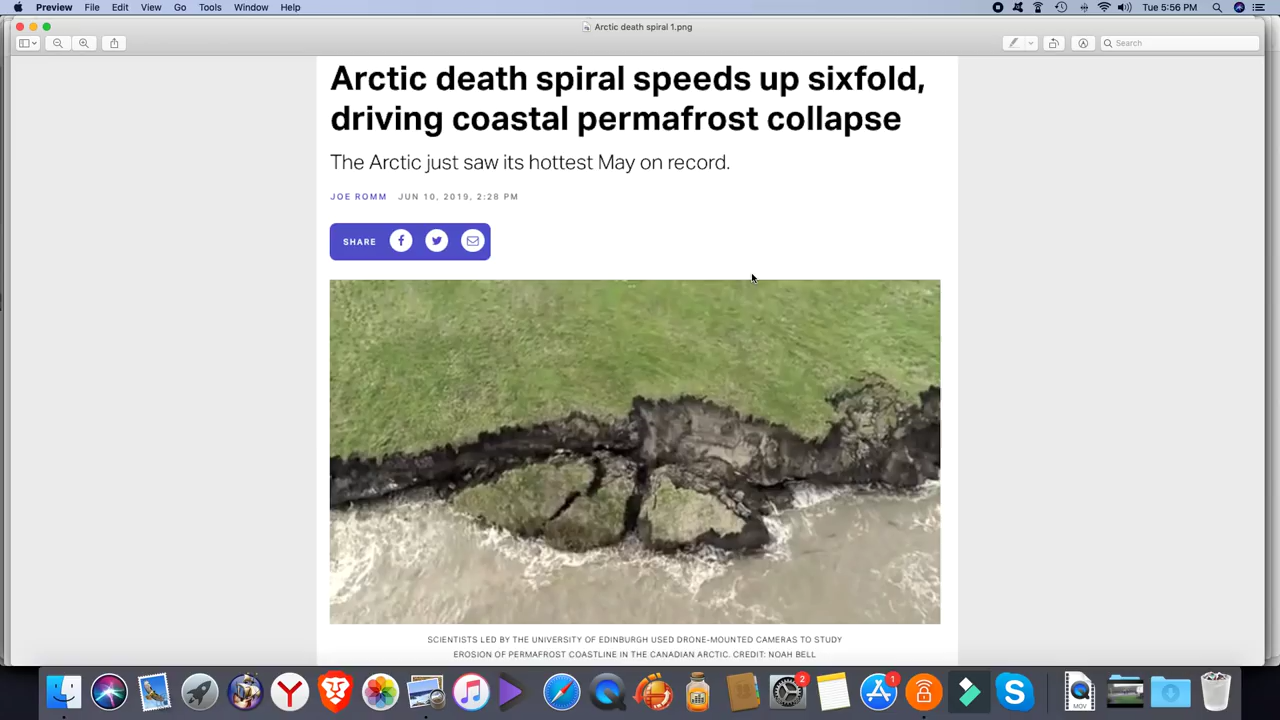 Preview File Edit View Go Tools Window Help Tue 5:56 PM
Arctic death spiral 1.png
Search
Arctic death spiral speeds up sixfold,
driving coastal permafrost collapse
The Arctic just saw its hottest May on record.
JOE ROMM JUN 10, 2019, 2:28 PM
SHARE
SCIENTISTS LED BY THE UNIVERSITY OF EDINBURGH USED DRONE-MOUNTED CAMERAS TO STUDY
EROSION OF PERMAFROST COASTLINE IN THE CANADIAN ARCTIC. CREDIT: NOAH BELL
2
1
MOV